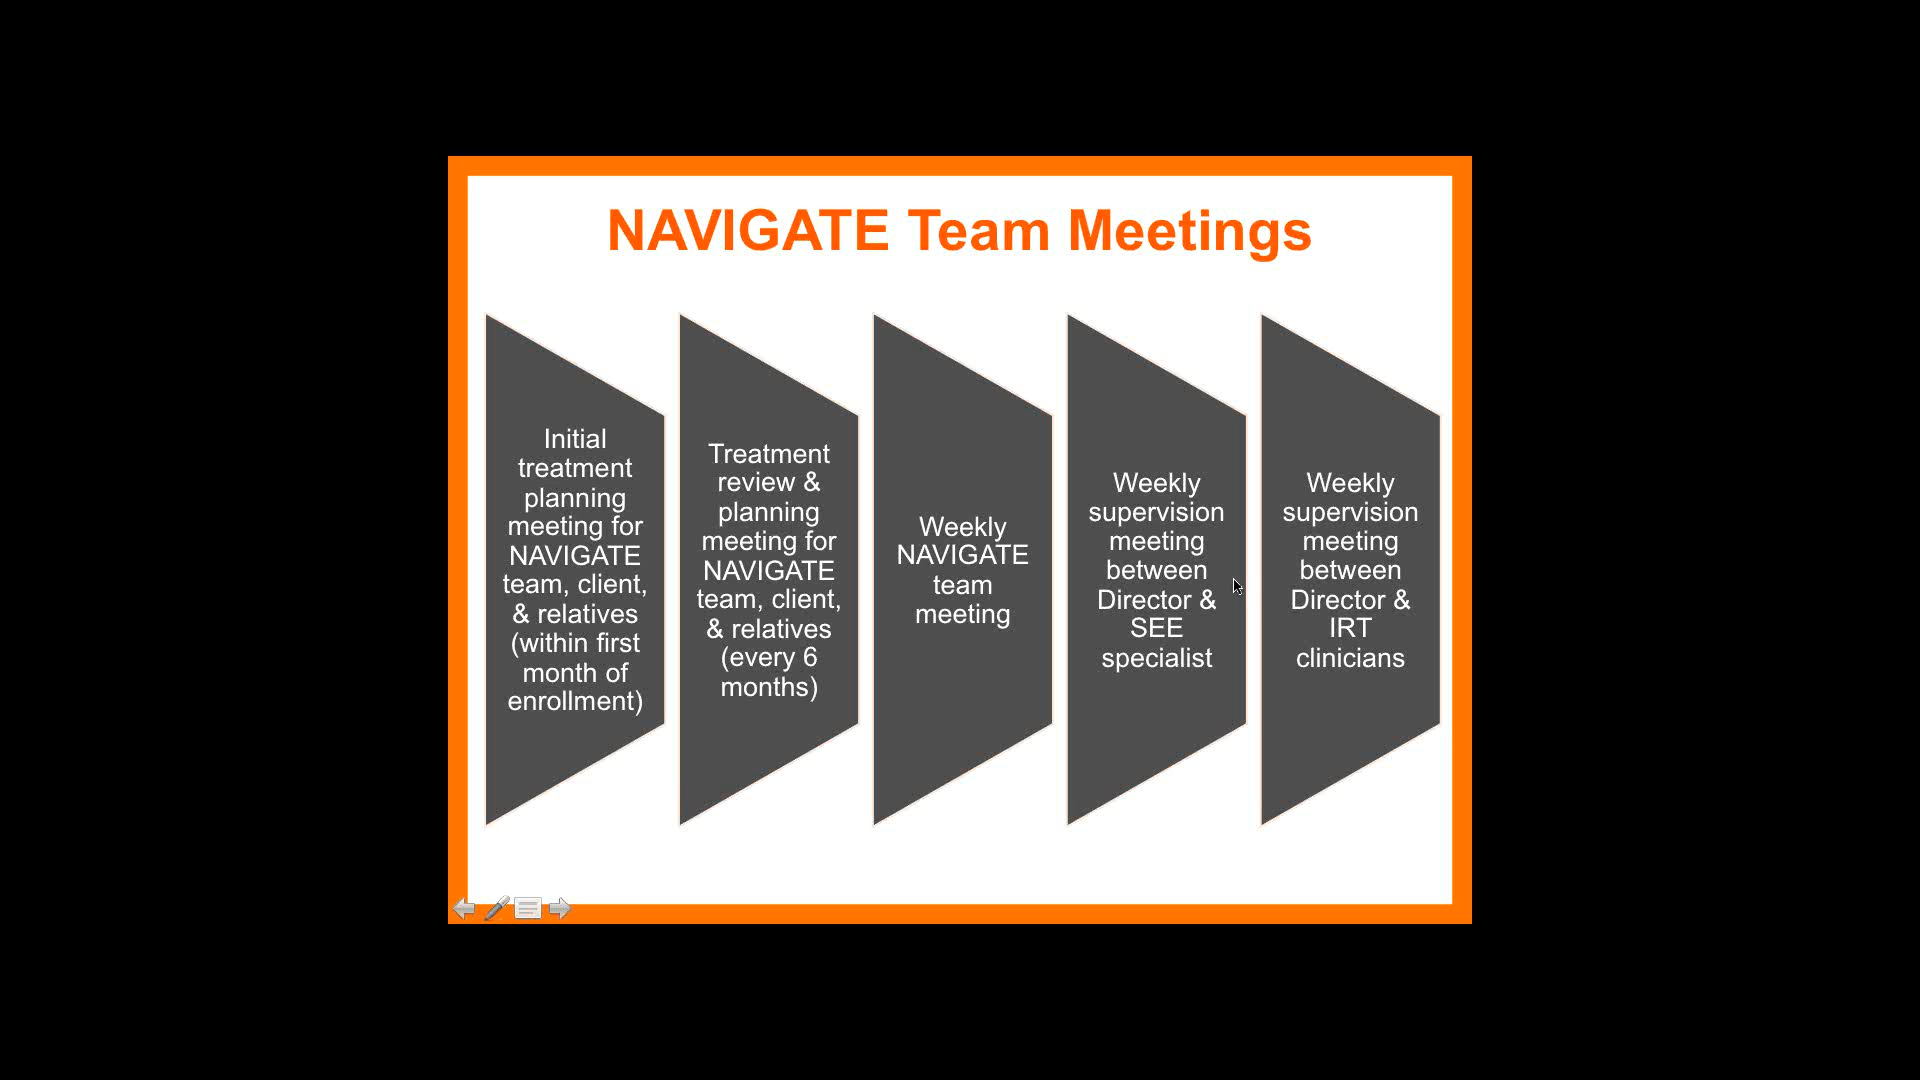 NAVIGATE Team Meetings
Initial
treatment
planning
meeting for
NAVIGATE
team, client,
& relatives
(within first
month of
enrollment)
Treatment
review &
planning
meeting for
NAVIGATE
team, client,
& relatives
(every 6
months)
Weekly
NAVIGATE
team
meeting
Weekly
supervision
meeting
between
Director &
SEE
specialist
Weekly
supervision
meeting
between
Director &
IRT
clinicians